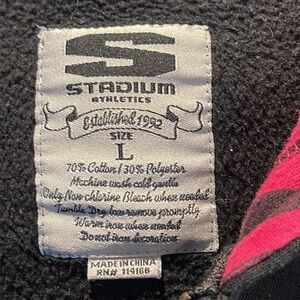 S
STADIUM
ATHLETICS
Established 1992
SIZE
L
70% Cotton / 30% Polyester
Machine wash cold gentle
Only Non chlorine Bleach when needed
Tumble Dry low remove promptly
Warm iron when needed
Do not iron decoration
MADE IN CHINA
RN# 114168